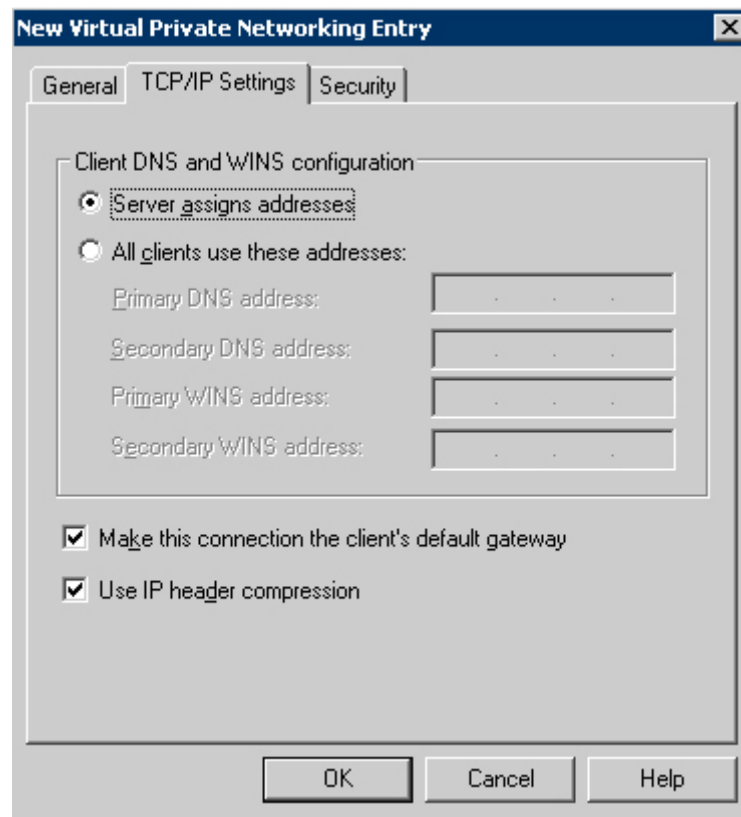 New Virtual Private Networking Entry
General TCP/IP Settings Security
Client DNS and WINS configuration
Server assigns addresses
All clients use these addresses:
Primary DNS address:
Secondary DNS address:
Primary WINS address:
Secondary WINS address:
Make this connection the client's default gateway
Use IP header compression
OK Cancel Help